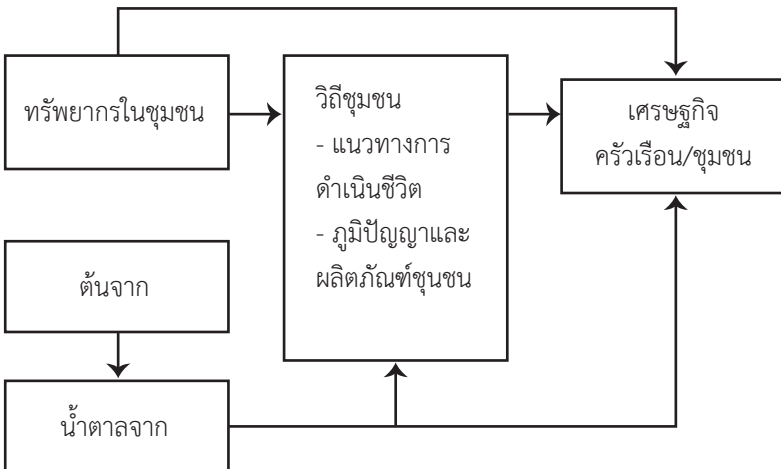 ทรัพยากรในชุมชน
วิถีชุมชน
- แนวทางการ
ดำเนินชีวิต
- ภูมิปัญญาและ
ผลิตภัณฑ์ชุนชน
เศรษฐกิจ
ครัวเรือน/ชุมชน
ต้นจาก
น้ำตาลจาก